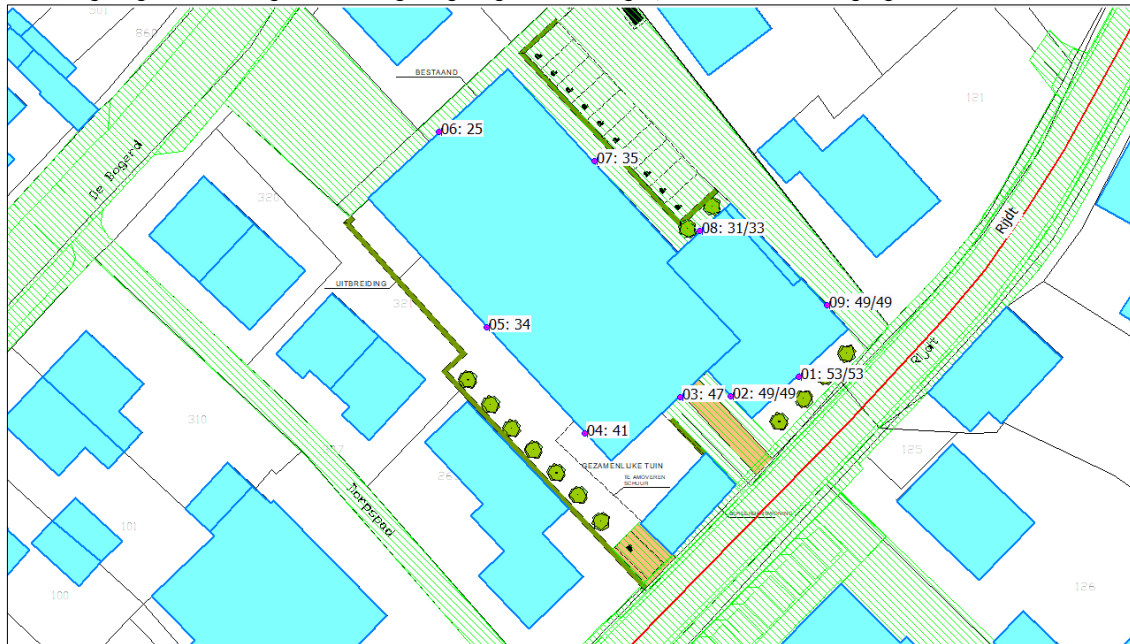 860
BESTAAND
121
06: 25
De Bogerd
07: 35
320
08: 31/33
Rijdt
UITBREIDING
09: 49/49
05: 34
Rijdt
01: 53/53
03: 47
02: 49/49
310
04: 41
125
GEZAMENLIJKE TUIN
TE AMOVEREN
SCHUUR
Dorpspad
101
126
100